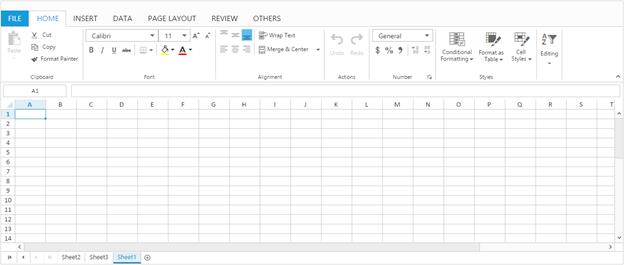 FILE HOME INSERT DATA PAGE LAYOUT REVIEW OTHERS
Paste Cut Copy Format Painter
Calibri 11 A A
B I U abc A
Wrap Text
Merge & Center
Undo Redo
General
$ % ,
Conditional Formatting Format as Table Cell Styles
Editing
Clipboard Font Alignment Actions Number Styles
A1
A B C D E F G H I J K L M N O P Q R S T
1
2
3
4
5
6
7
8
9
10
11
12
13
14
Sheet2 Sheet3 Sheet1